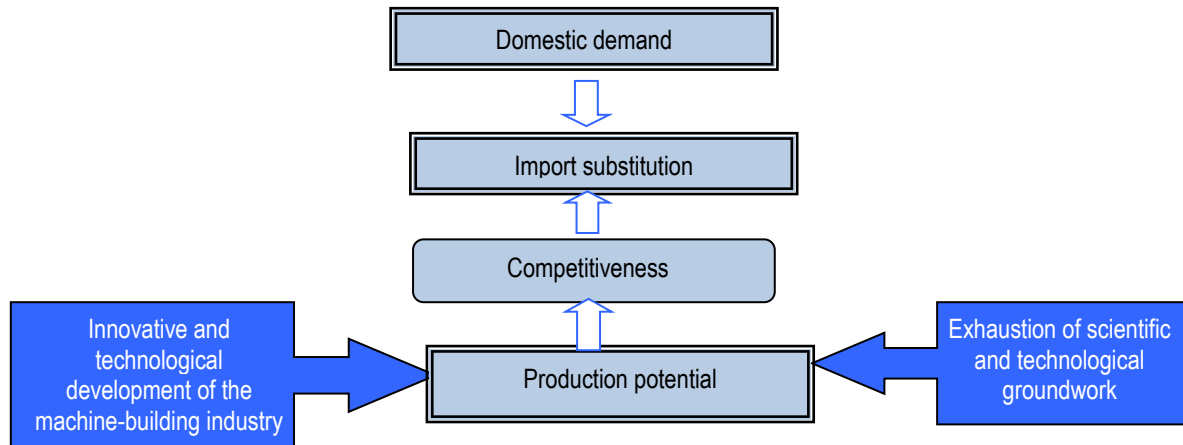 Domestic demand
Import substitution
Competitiveness
Innovative and
technological
development of the
machine-building industry
Production potential
Exhaustion of scientific
and technological
groundwork